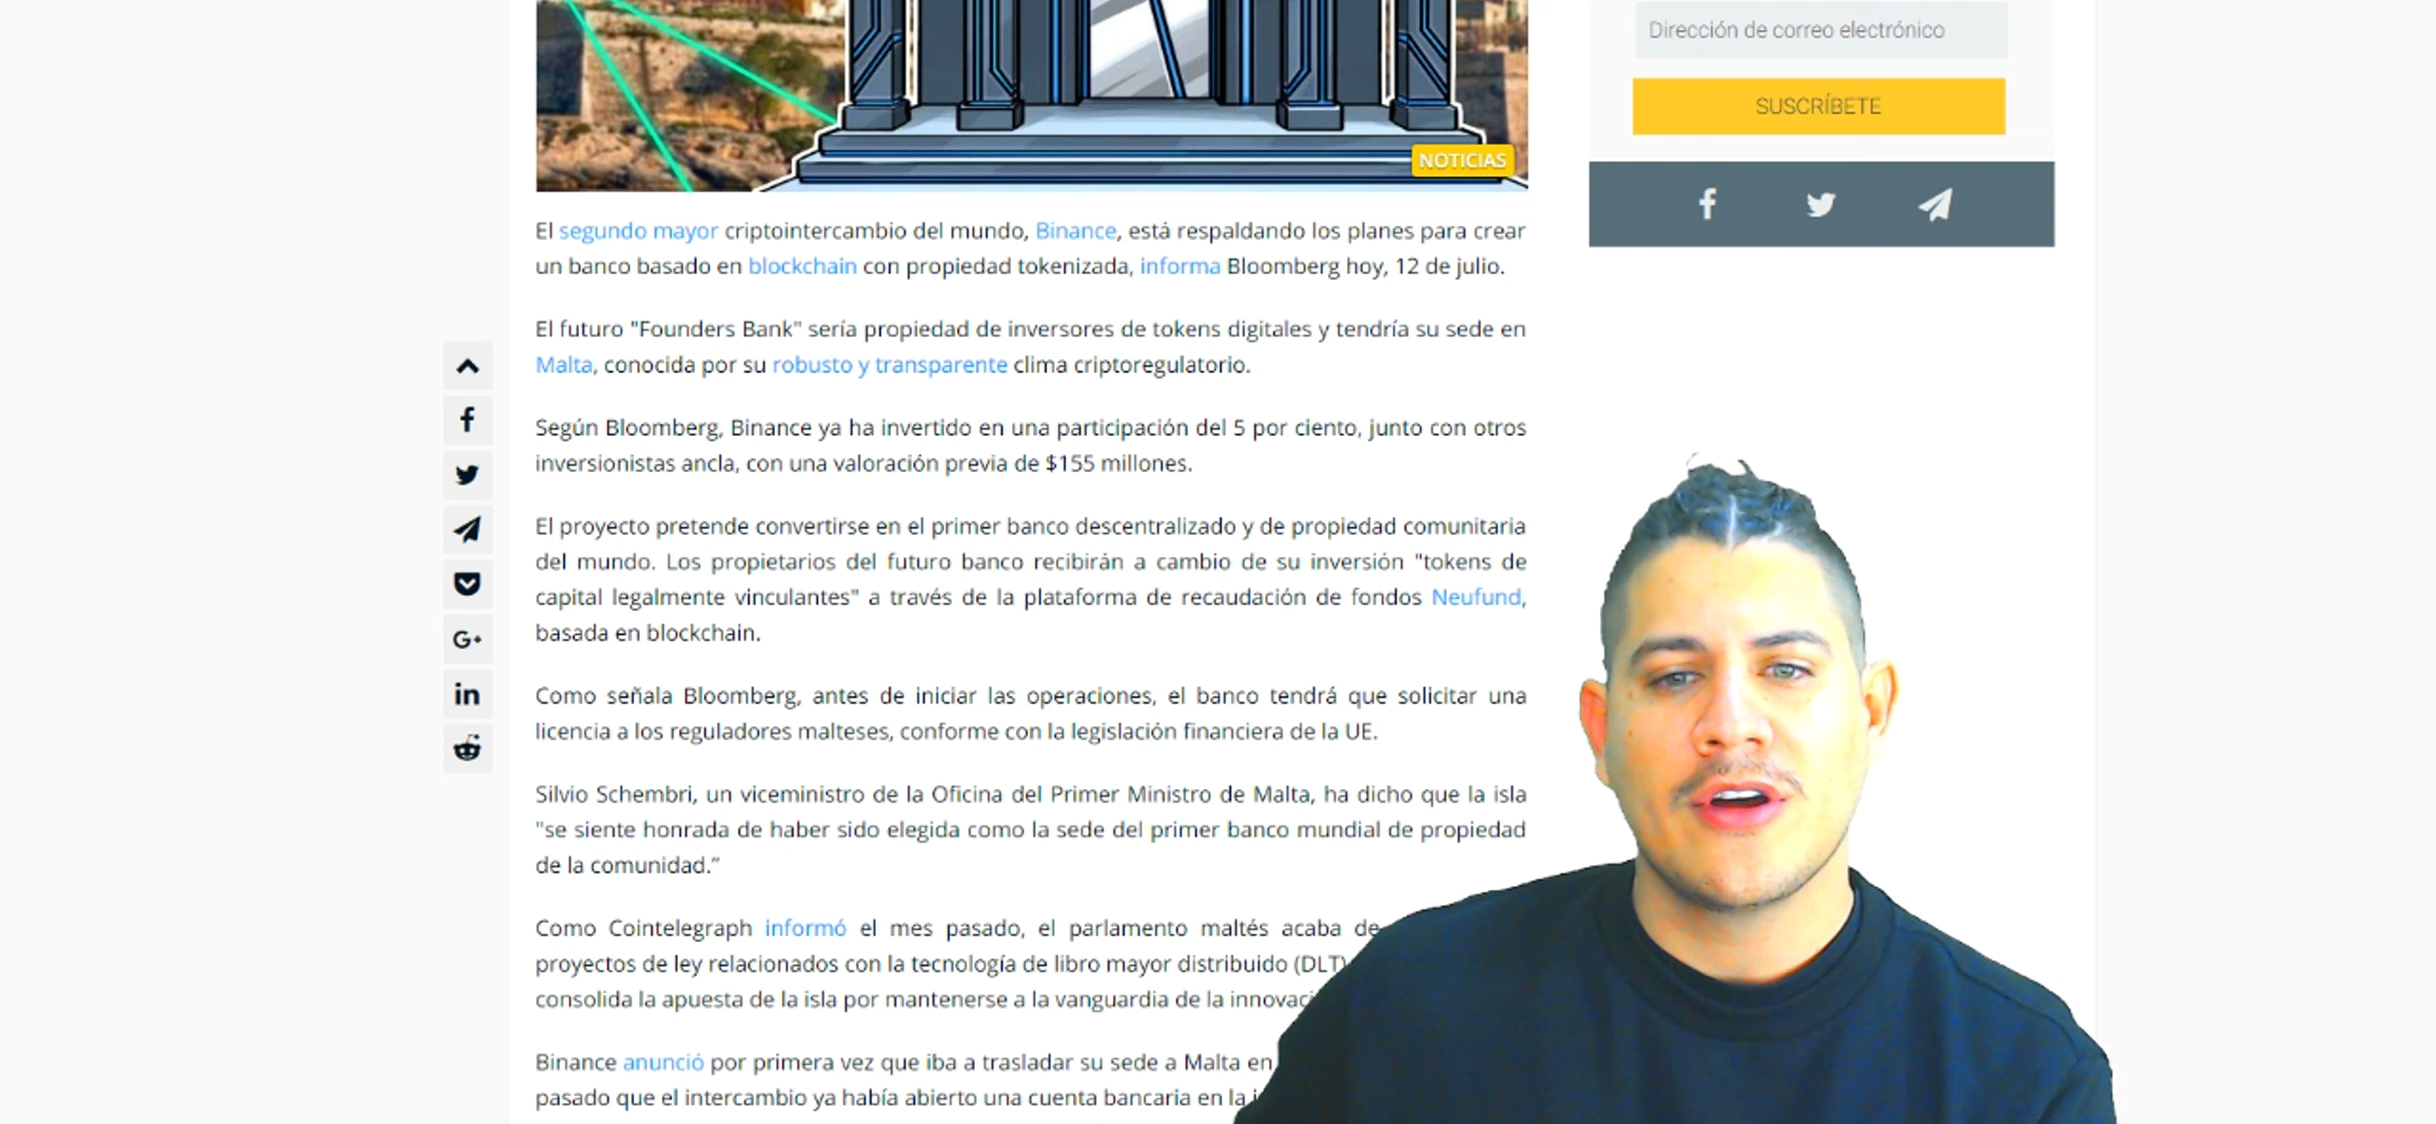 Dirección de correo electrónico
SUSCRÍBETE
NOTICIAS
El segundo mayor criptointercambio del mundo, Binance, está respaldando los planes para crear
un banco basado en blockchain con propiedad tokenizada, informa Bloomberg hoy, 12 de julio.
El futuro "Founders Bank" sería propiedad de inversores de tokens digitales y tendría su sede en
Malta, conocida por su robusto y transparente clima criptoregulatorio.
Según Bloomberg, Binance ya ha invertido en una participación del 5 por ciento, junto con otros
inversionistas ancla, con una valoración previa de $155 millones.
El proyecto pretende convertirse en el primer banco descentralizado y de propiedad comunitaria
del mundo. Los propietarios del futuro banco recibirán a cambio de su inversión "tokens de
capital legalmente vinculantes" a través de la plataforma de recaudación de fondos Neufund,
basada en blockchain.
Como señala Bloomberg, antes de iniciar las operaciones, el banco tendrá que solicitar una
licencia a los reguladores malteses, conforme con la legislación financiera de la UE.
Silvio Schembri, un viceministro de la Oficina del Primer Ministro de Malta, ha dicho que la isla
"se siente honrada de haber sido elegida como la sede del primer banco mundial de propiedad
de la comunidad.”
Como Cointelegraph informó el mes pasado, el parlamento maltés acaba de
proyectos de ley relacionados con la tecnología de libro mayor distribuido (DLT)
consolida la apuesta de la isla por mantenerse a la vanguardia de la
Binance anunció por primera vez que iba a trasladar su sede a Malta en
pasado que el intercambio ya había abierto una cuenta bancaria en la